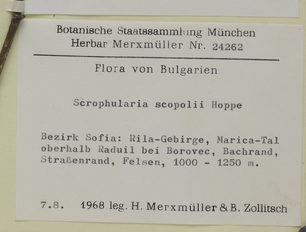 Botanische Staatssammlung München
Herbar Merxmüller Nr. 24262
Flora von Bulgarien
Scrophularia scopolii Hoppe
Bezirk Sofia: Rila-Gebirge, Marica-Tal
oberhalb Raduil bei Borovec, Bachrand,
Straßenrand, Felsen, 1000 - 1250 m.
7.8. 1968 leg. H. Merxmüller & B. Zollitsch